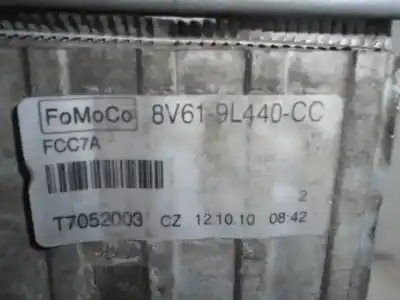 FoMoCo 8V61-9L440-CC
FCC7A
2
T7052003 CZ 12.10.10 08:42